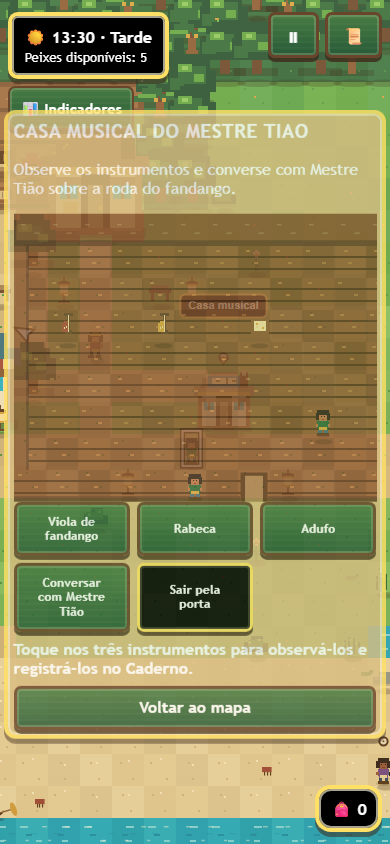 13:30 · Tarde
Peixes disponíveis: 5
Indicadores
CASA MUSICAL DO MESTRE TIAO
Observe os instrumentos e converse com Mestre
Tião sobre a roda do fandango.
Casa musical
Viola de
fandango
Rabeca
Adufo
Conversar
com Mestre
Tião
Sair pela
porta
Toque nos três instrumentos para observá-los e
registrá-los no Caderno.
Voltar ao mapa
0